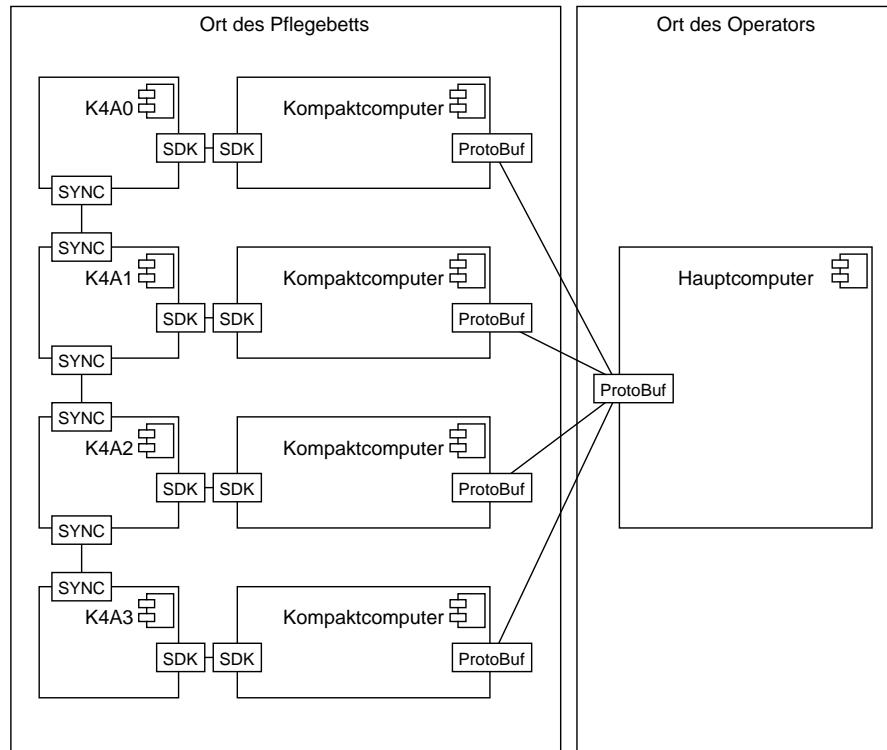 Ort des Pflegebetts
Ort des Operators
K4A0
Kompaktcomputer
SDK
SDK
ProtoBuf
SYNC
SYNC
K4A1
Kompaktcomputer
Hauptcomputer
SDK
SDK
ProtoBuf
SYNC
ProtoBuf
SYNC
K4A2
Kompaktcomputer
SDK
SDK
ProtoBuf
SYNC
SYNC
K4A3
Kompaktcomputer
SDK
SDK
ProtoBuf